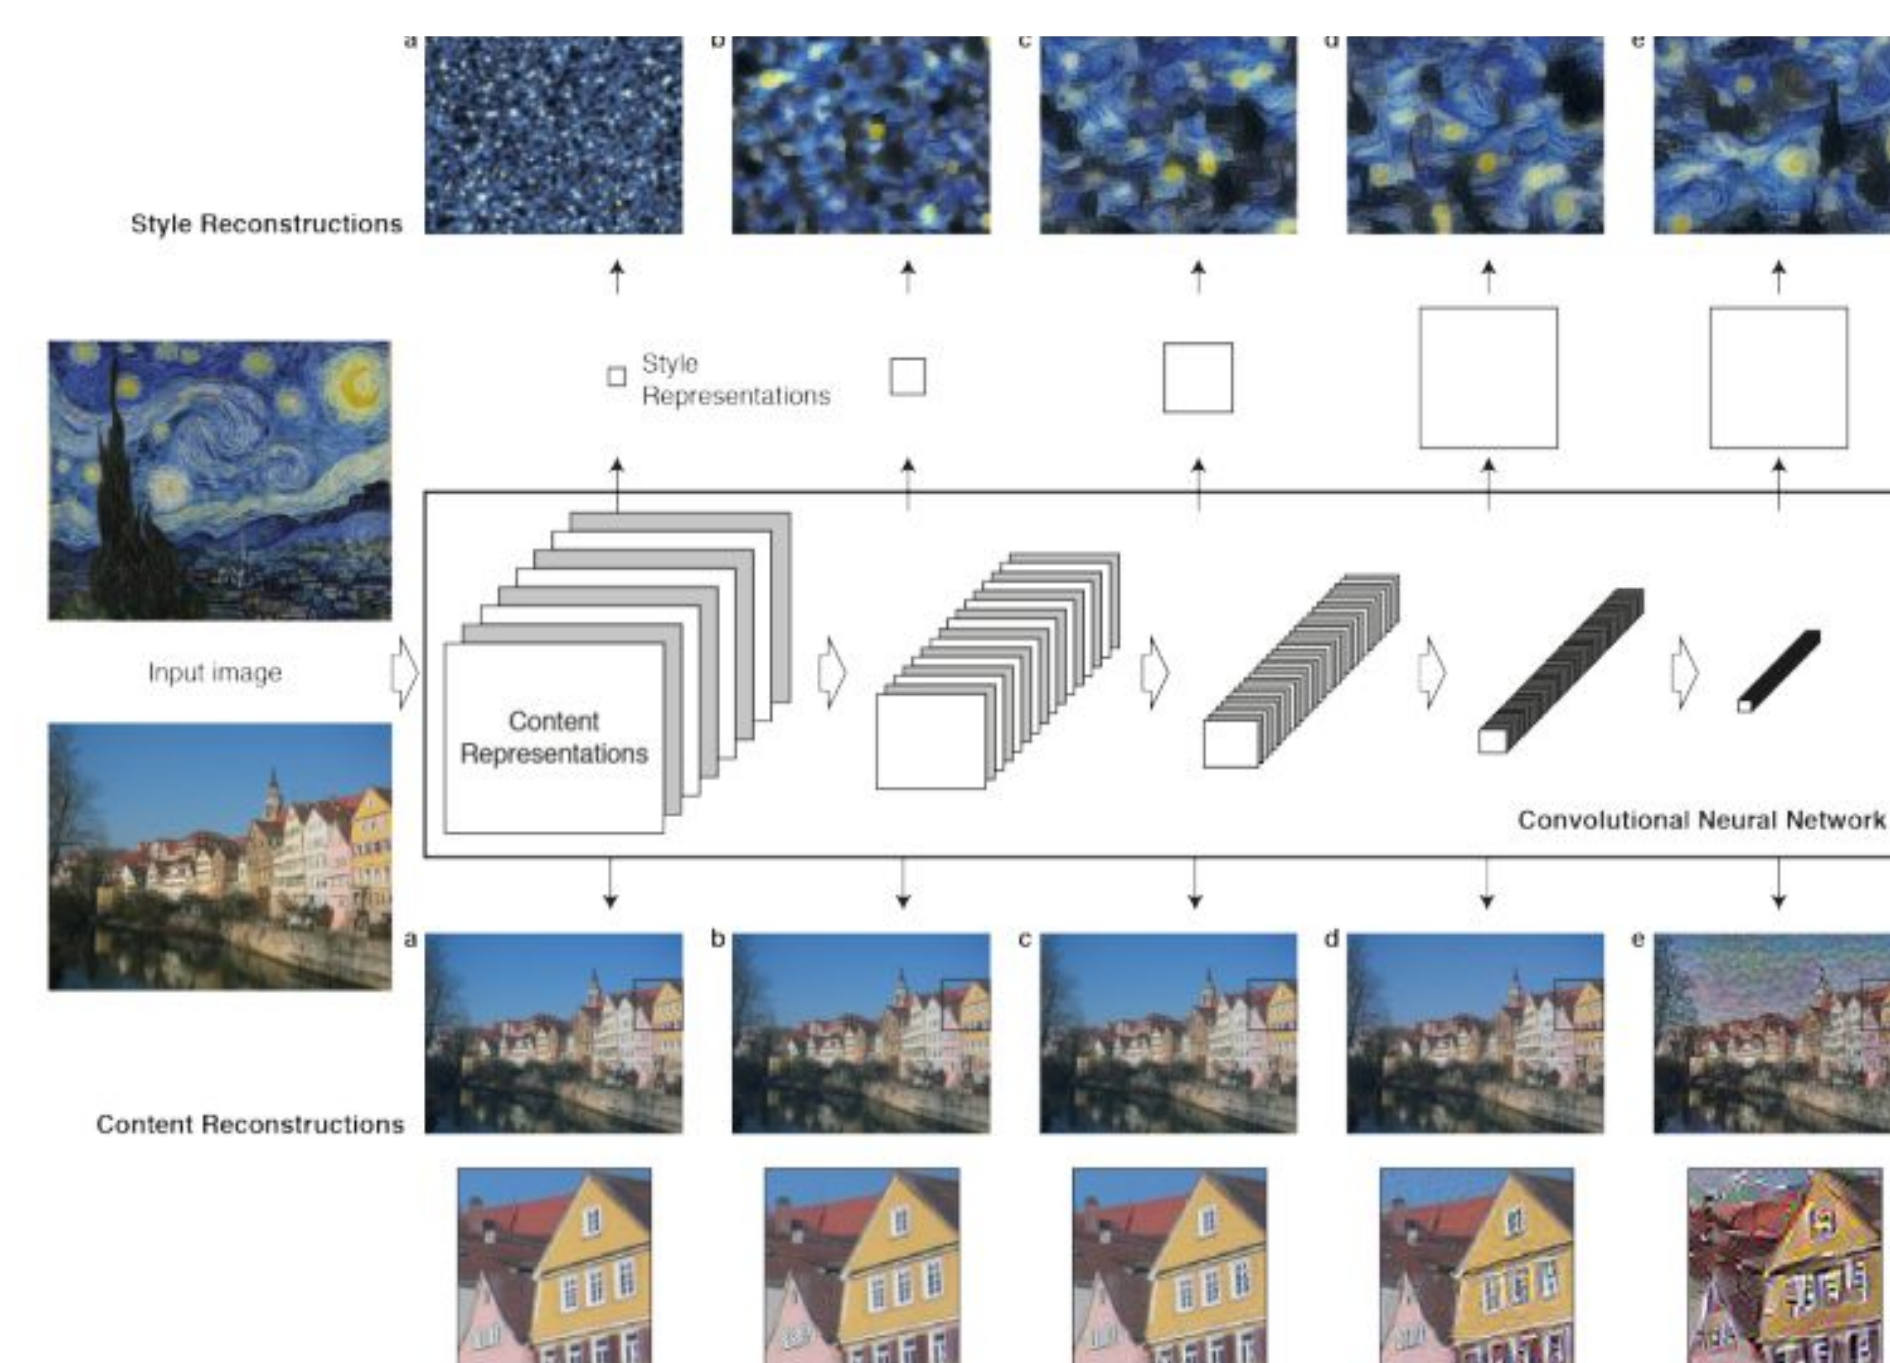 a b c d e
Style Reconstructions
Style
Representations
Input image
Content
Representations
Convolutional Neural Network
a b c d e
Content Reconstructions